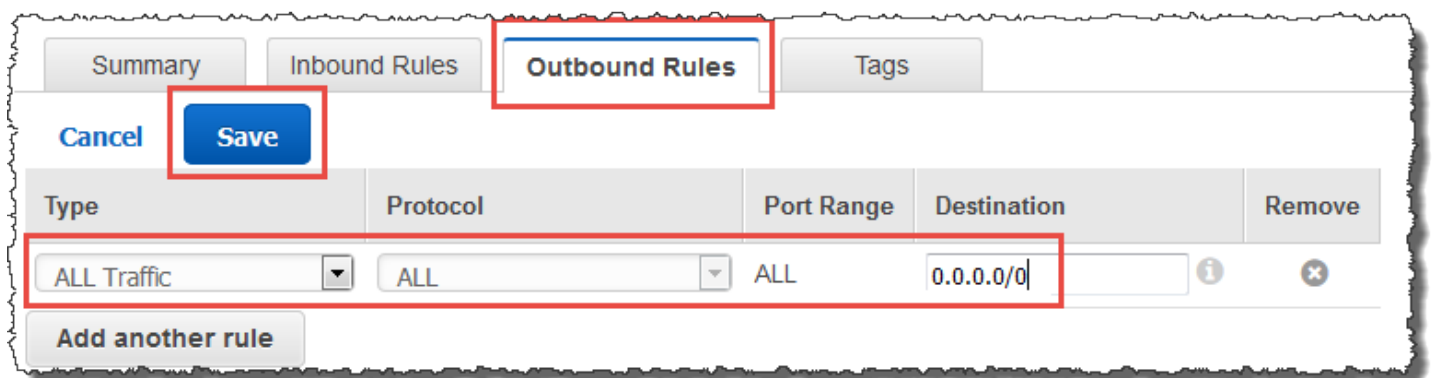 Summary Inbound Rules Outbound Rules Tags
Cancel Save
Type Protocol Port Range Destination Remove
ALL Traffic ALL ALL 0.0.0.0/0
Add another rule